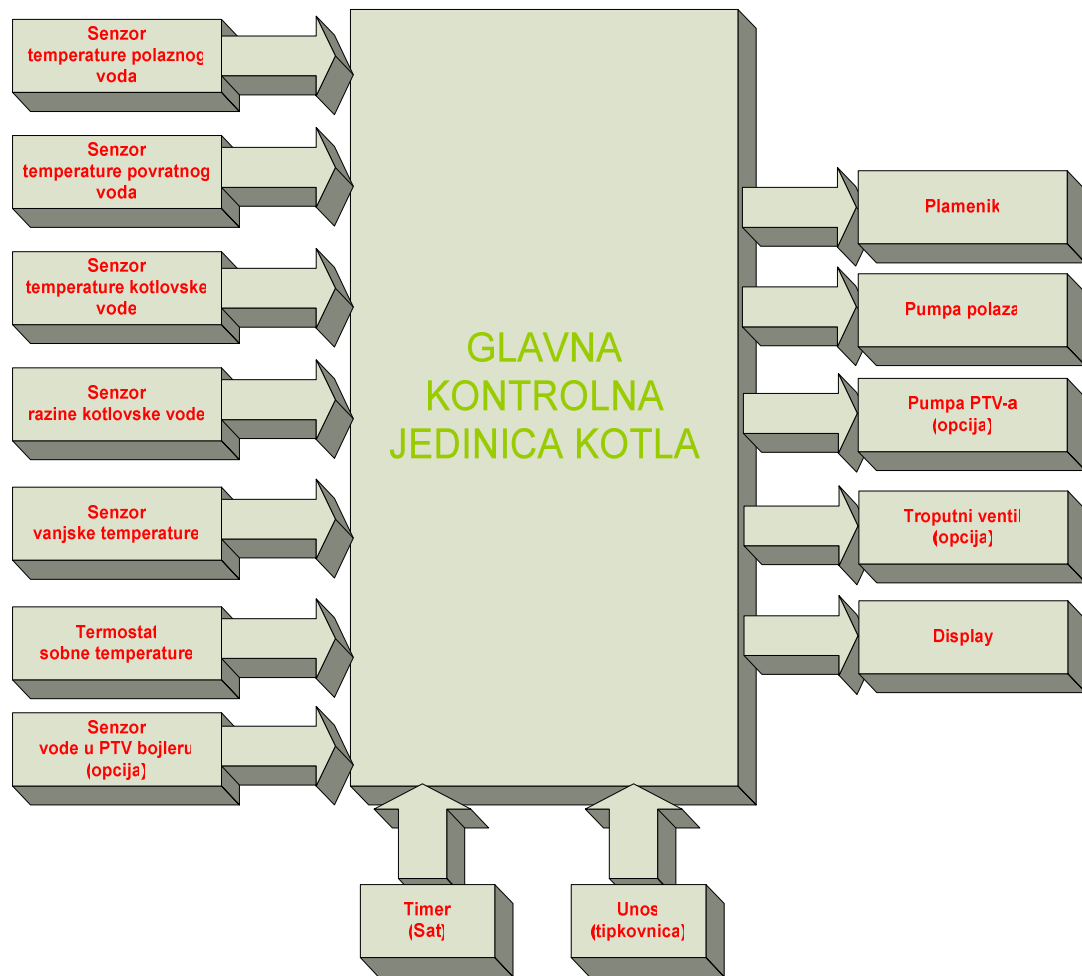 Senzor
temperature polaznog
voda
Senzor
temperature povratnog
voda
Senzor
temperature kotlovske
vode
Senzor
razine kotlovske vode
Senzor
vanjske temperature
Termostat
sobne temperature
Senzor
vode u PTV bojleru
(opcija)
GLAVNA
KONTROLNA
JEDINICA KOTLA
Plamenik
Pumpa polaza
Pumpa PTV-a
(opcija)
Troputni ventil
(opcija)
Display
Timer
(Sat)
Unos
(tipkovnica)